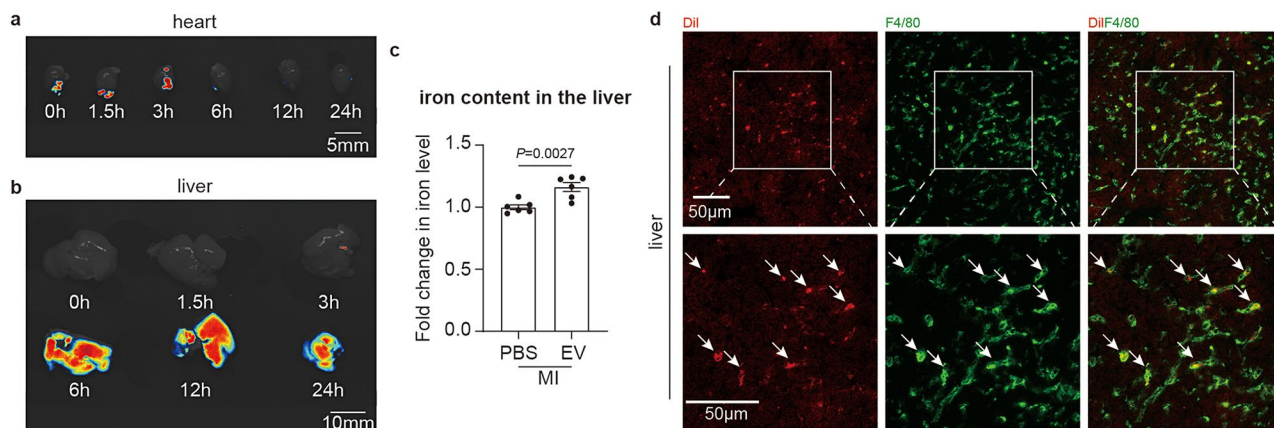 a
heart
0h 1.5h 3h 6h 12h 24h
5mm
b
liver
0h 1.5h 3h
6h 12h 24h
10mm
c
iron content in the liver
Fold change in iron level
1.5
1.0
1.0
0.5
0.0
P=0.0027
PBS EV
MI
d
DiI F4/80 DiIF4/80
liver
50μm
50μm